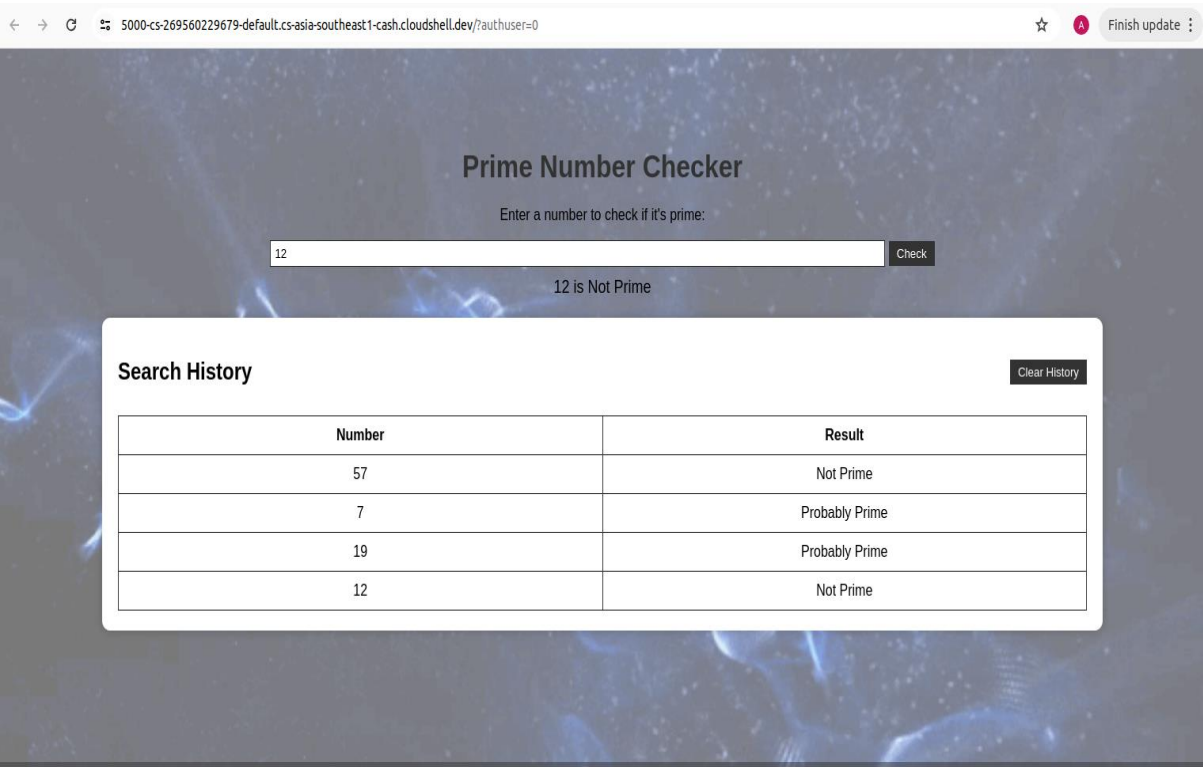 5000-cs-269560229679-default.cs-asia-southeast1-cash.cloudshell.dev/?authuser=0
A
Finish update
Prime Number Checker
Enter a number to check if it's prime:
12 Check
12 is Not Prime
Search History Clear History
Number Result
57 Not Prime
7 Probably Prime
19 Probably Prime
12 Not Prime